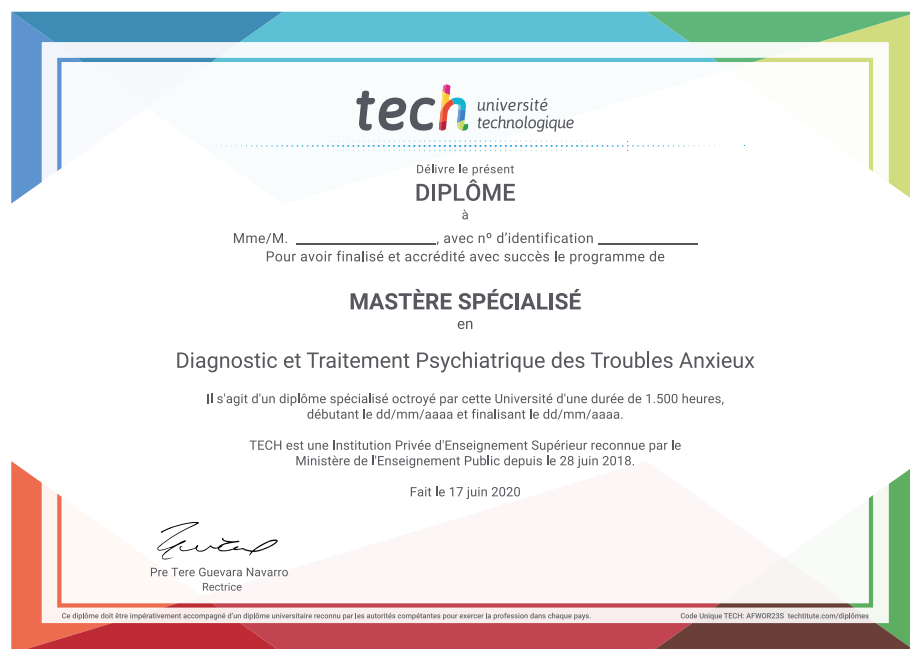 tech université
technologique
Délivre le présent
DIPLÔME
à
Mme/M. ____________________, avec nº d'identification ______________
Pour avoir finalisé et accrédité avec succès le programme de
MASTÈRE SPÉCIALISÉ
en
Diagnostic et Traitement Psychiatrique des Troubles Anxieux
Il s'agit d'un diplôme spécialisé octroyé par cette Université d'une durée de 1.500 heures,
débutant le dd/mm/aaaa et finalisant le dd/mm/aaaa.
TECH est une Institution Privée d'Enseignement Supérieur reconnue par le
Ministère de l'Enseignement Public depuis le 28 juin 2018.
Fait le 17 juin 2020
Pre Tere Guevara Navarro
Rectrice
Ce diplôme doit être impérativement accompagné d'un diplôme universitaire reconnu par les autorités compétantes pour exercer la profession dans chaque pays.
Code Unique TECH: AFWOR23S techtitute.com/diplômes